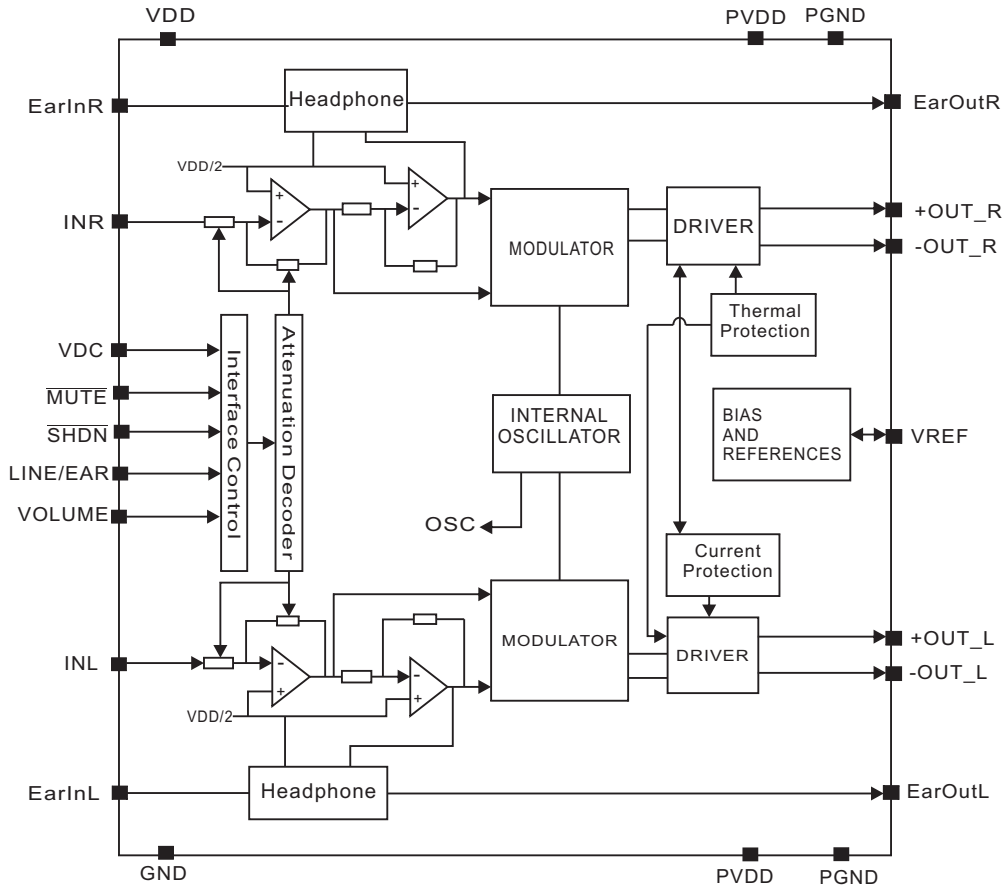 VDD
PVDD
PGND
EarInR
Headphone
EarOutR
VDD/2
+
-
+
-
INR
MODULATOR
DRIVER
+OUT_R
-OUT_R
Thermal
Protection
VDC
MUTE
SHDN
LINE/EAR
VOLUME
Interface Control
Attenuation Decoder
INTERNAL
OSCILLATOR
OSC
BIAS
AND
REFERENCES
VREF
Current
Protection
INL
-
+
-
+
VDD/2
MODULATOR
DRIVER
+OUT_L
-OUT_L
EarInL
Headphone
EarOutL
GND
PVDD
PGND